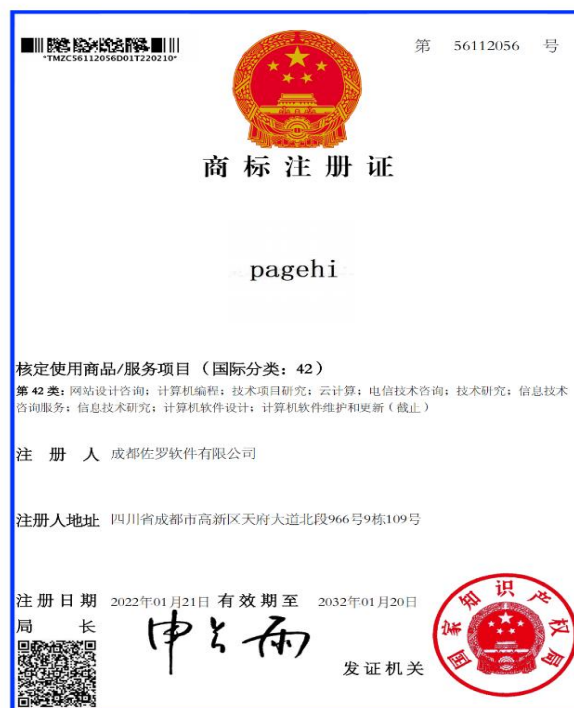 第 56112056 号
*TMZC56112056D01T220210*
商标注册证
pagehi
核定使用商品/服务项目（国际分类：42）
第42类：网站设计咨询；计算机编程；技术项目研究；云计算；电信技术咨询；技术研究；信息技术
咨询服务；信息技术研究；计算机软件设计；计算机软件维护和更新（截止）
注册人 成都佐罗软件有限公司
注册人地址 四川省成都市高新区天府大道北段966号9栋109号
注册日期 2022年01月21日 有效期至 2032年01月20日
局长 申长雨
发证机关
国家知识产权局